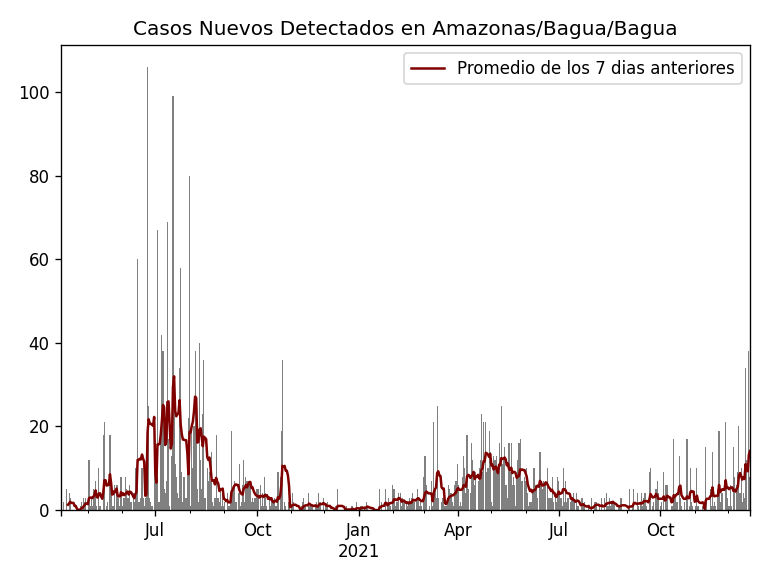 Casos Nuevos Detectados en Amazonas/Bagua/Bagua
Promedio de los 7 dias anteriores
100
80
60
40
20
0
Jul Oct Jan Apr Jul Oct
2021